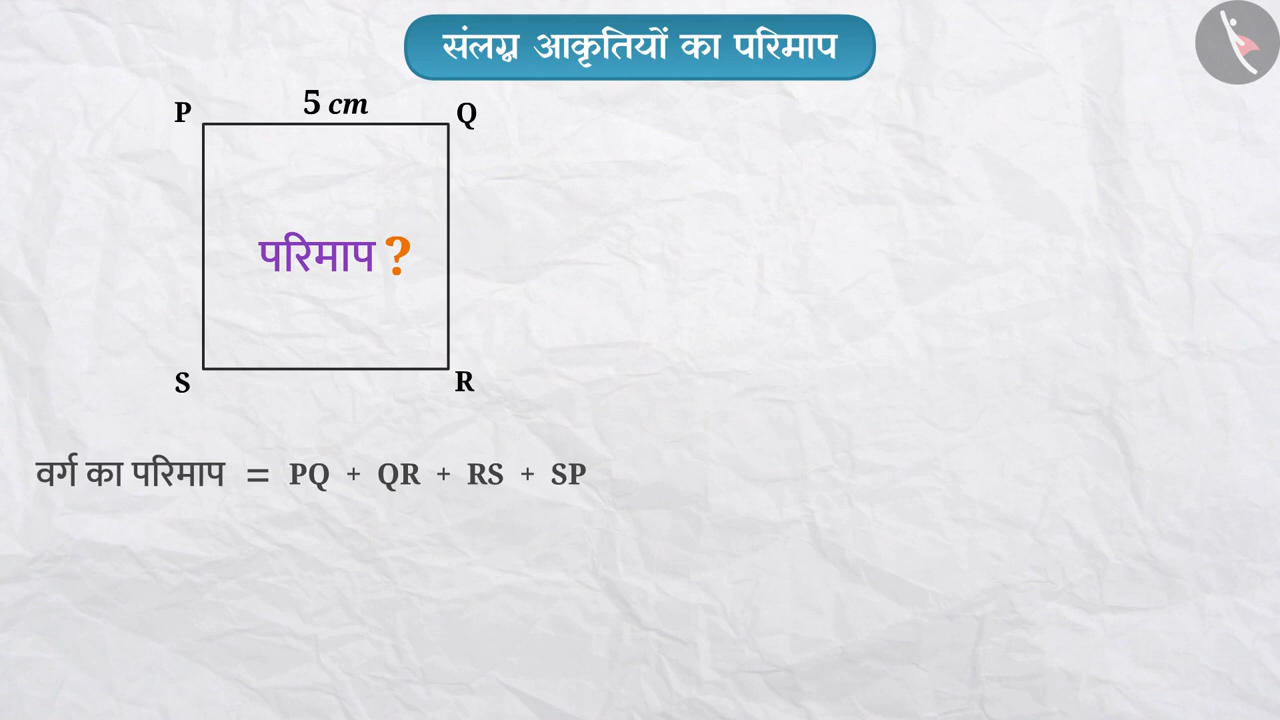 संलग्न आकृतियों का परिमाप
5 cm
P
Q
परिमाप ?
S
R
वर्ग का परिमाप = PQ + QR + RS + SP